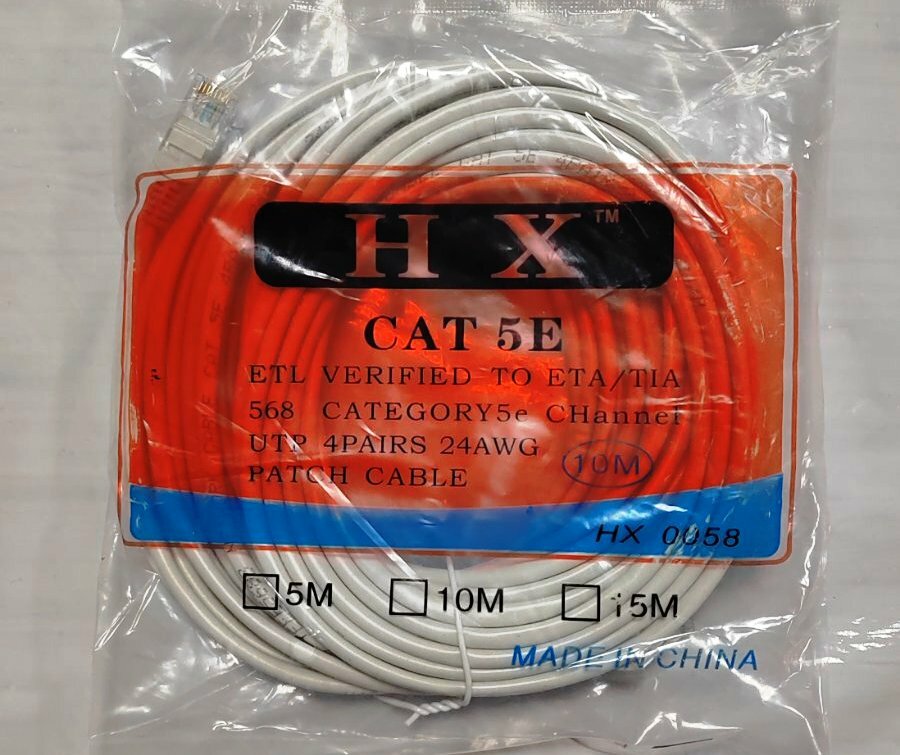 H X™
CAT 5E
ETL VERIFIED TO ETA/TIA
568 CATEGORY5e CHannel
UTP 4PAIRS 24AWG
PATCH CABLE
10M
HX 0058
5M 10M 15M
MADE IN CHINA